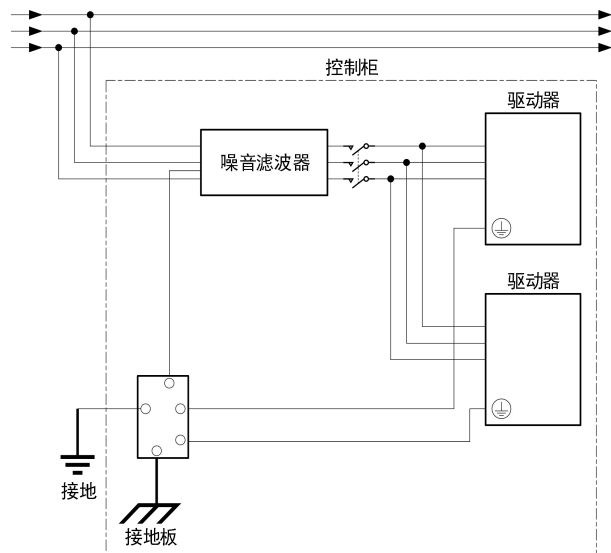 控制柜
驱动器
噪音滤波器
驱动器
接地
接地板